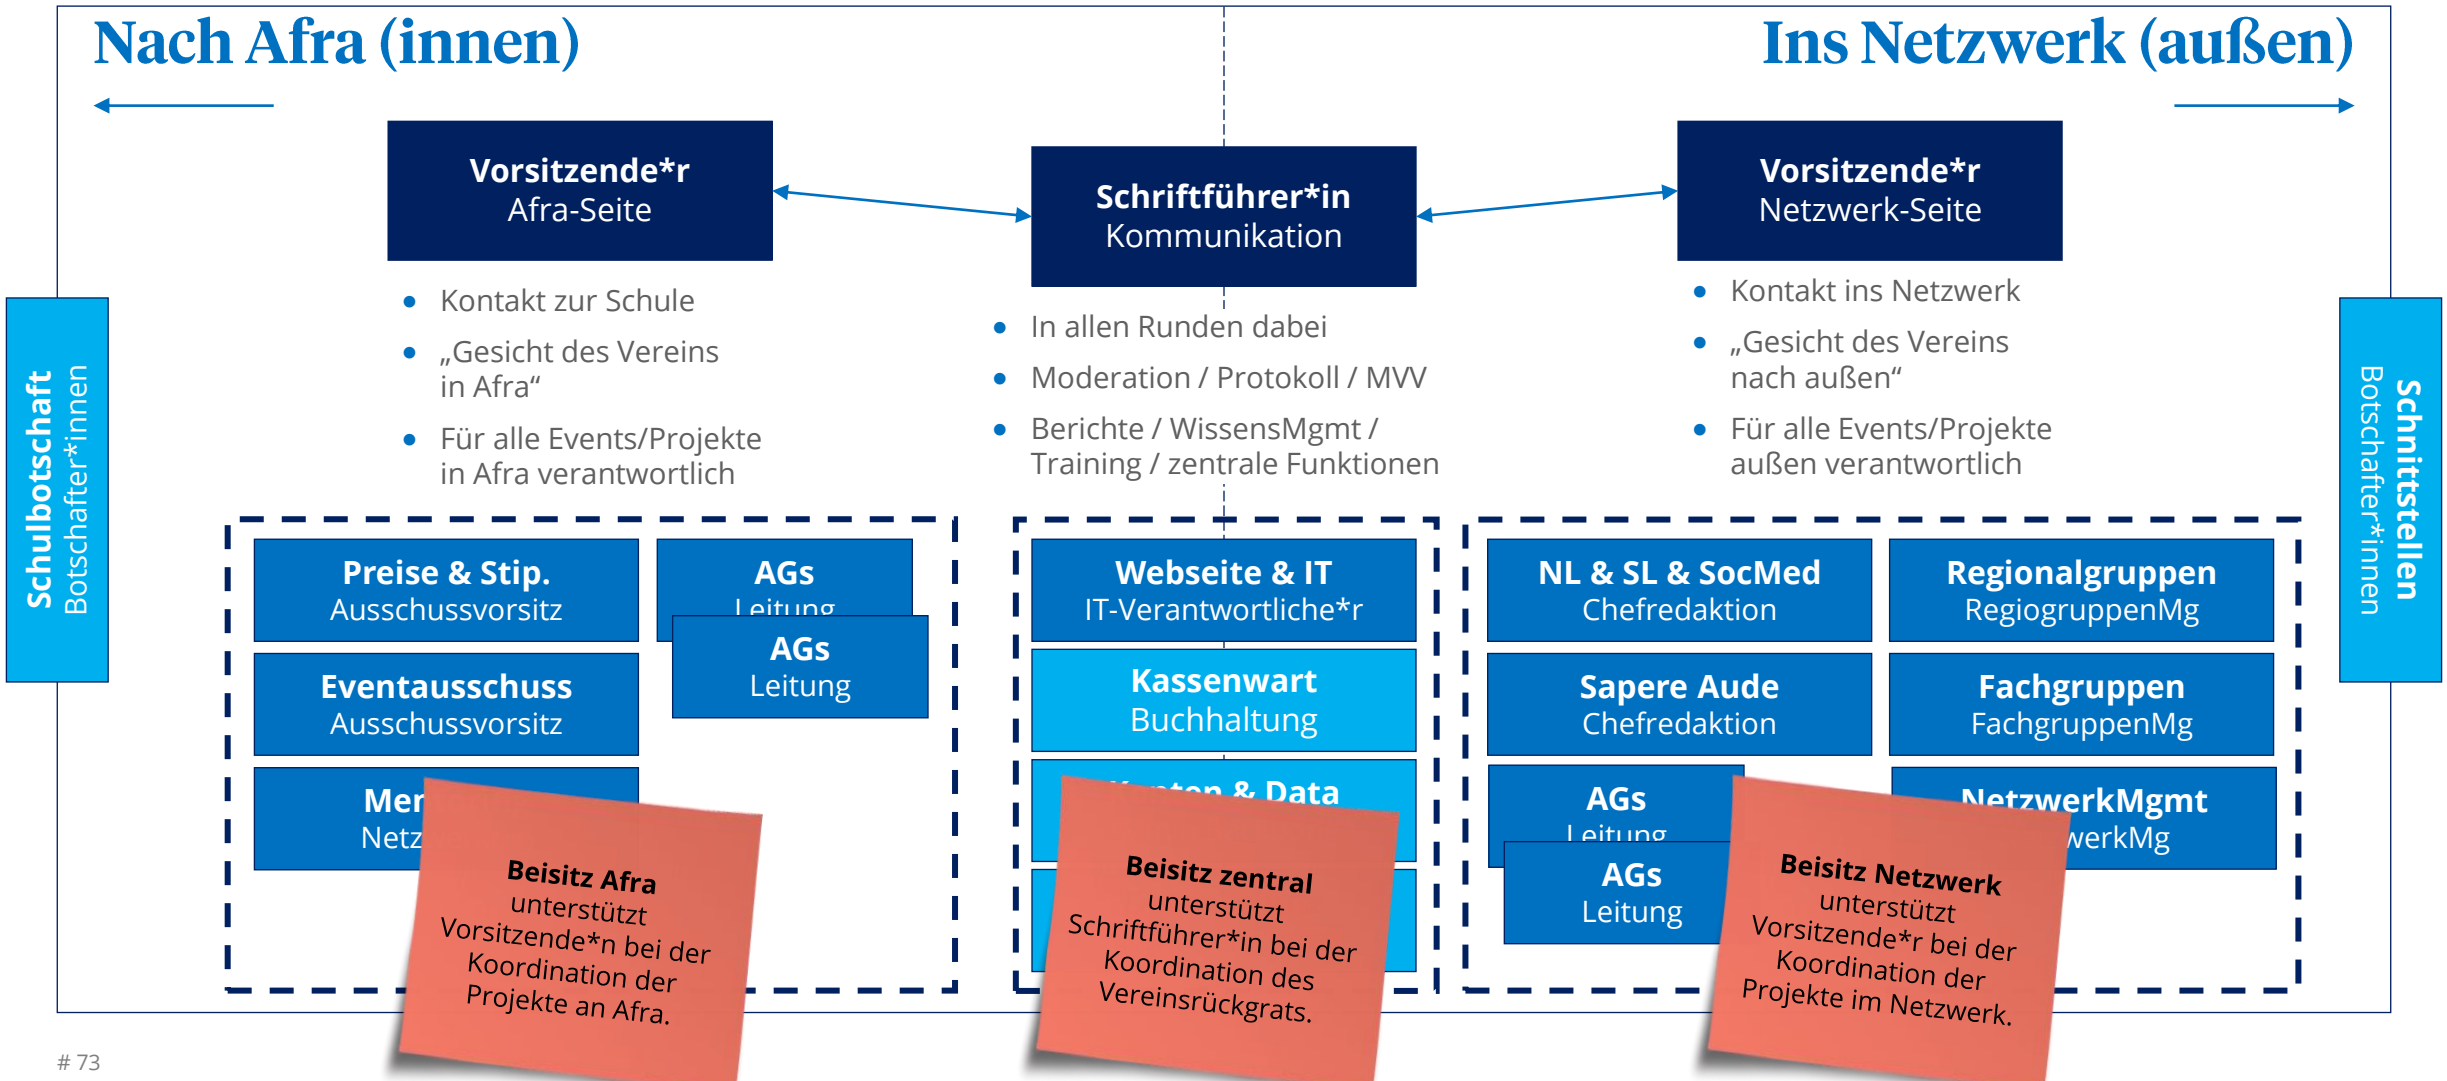 Nach Afra (innen)
Ins Netzwerk (außen)
Vorsitzende*r
Afra-Seite
Schriftführer*in
Kommunikation
Vorsitzende*r
Netzwerk-Seite
Kontakt zur Schule
„Gesicht des Vereins
in Afra“
Für alle Events/Projekte
in Afra verantwortlich
In allen Runden dabei
Moderation / Protokoll / MVV
Berichte / WissensMgmt /
Training / zentrale Funktionen
Kontakt ins Netzwerk
„Gesicht des Vereins
nach außen“
Für alle Events/Projekte
außen verantwortlich
Schulbotschaft
Botschafter*innen
Schnittstellen
Botschafter*innen
Preise & Stip.
Ausschussvorsitz
AGs
Leitung
AGs
Leitung
Eventausschuss
Ausschussvorsitz
Beisitz Afra
unterstützt
Vorsitzende*n bei der
Koordination der
Projekte an Afra.
Webseite & IT
IT-Verantwortliche*r
Kassenwart
Buchhaltung
& Data
Beisitz zentral
unterstützt
Schriftführer*in bei der
Koordination des
Vereinsrückgrats.
NL & SL & SocMed
Chefredaktion
Regionalgruppen
RegiogruppenMg
Sapere Aude
Chefredaktion
Fachgruppen
FachgruppenMg
AGs
Leitung
AGs
Leitung
NetzwerkMgmt
werkMg
Beisitz Netzwerk
unterstützt
Vorsitzende*r bei der
Koordination der
Projekte im Netzwerk.
# 73